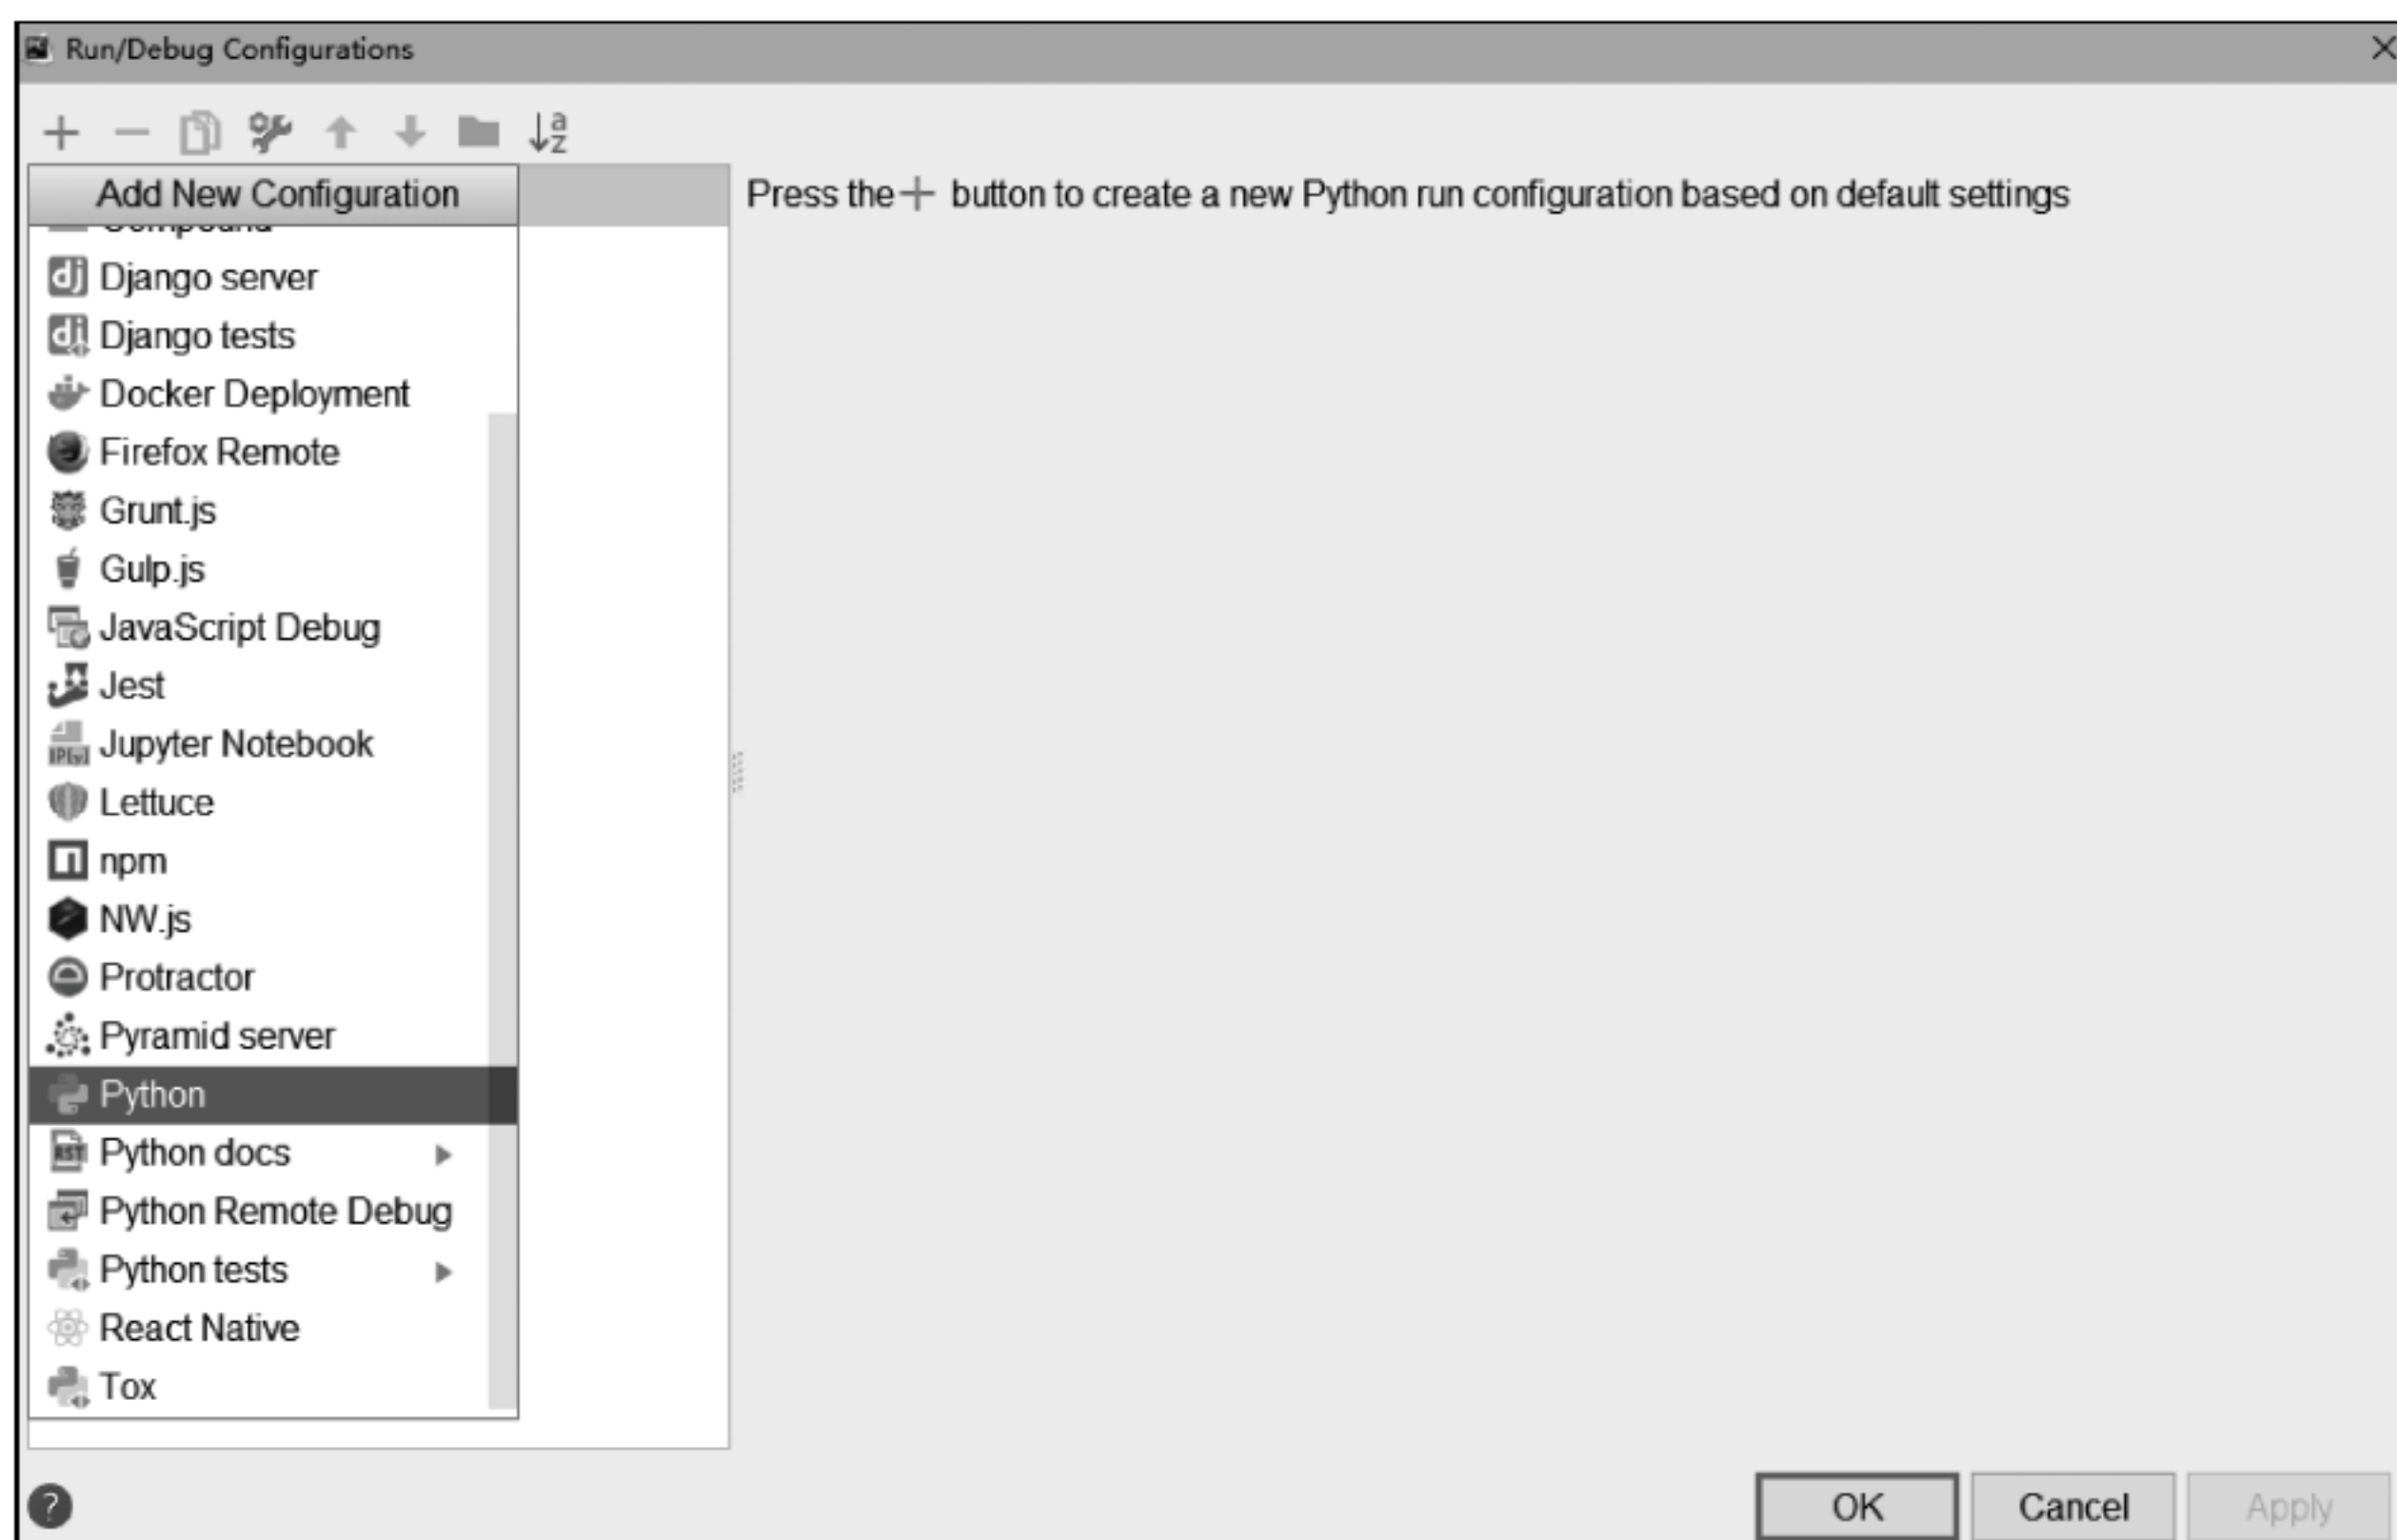 Run/Debug Configurations
Add New Configuration
Press the + button to create a new Python run configuration based on default settings
Compound
Django server
Django tests
Docker Deployment
Firefox Remote
Grunt.js
Gulp.js
JavaScript Debug
Jest
Jupyter Notebook
Lettuce
npm
NW.js
Protractor
Pyramid server
Python
Python docs
Python Remote Debug
Python tests
React Native
Tox
OK
Cancel
Apply